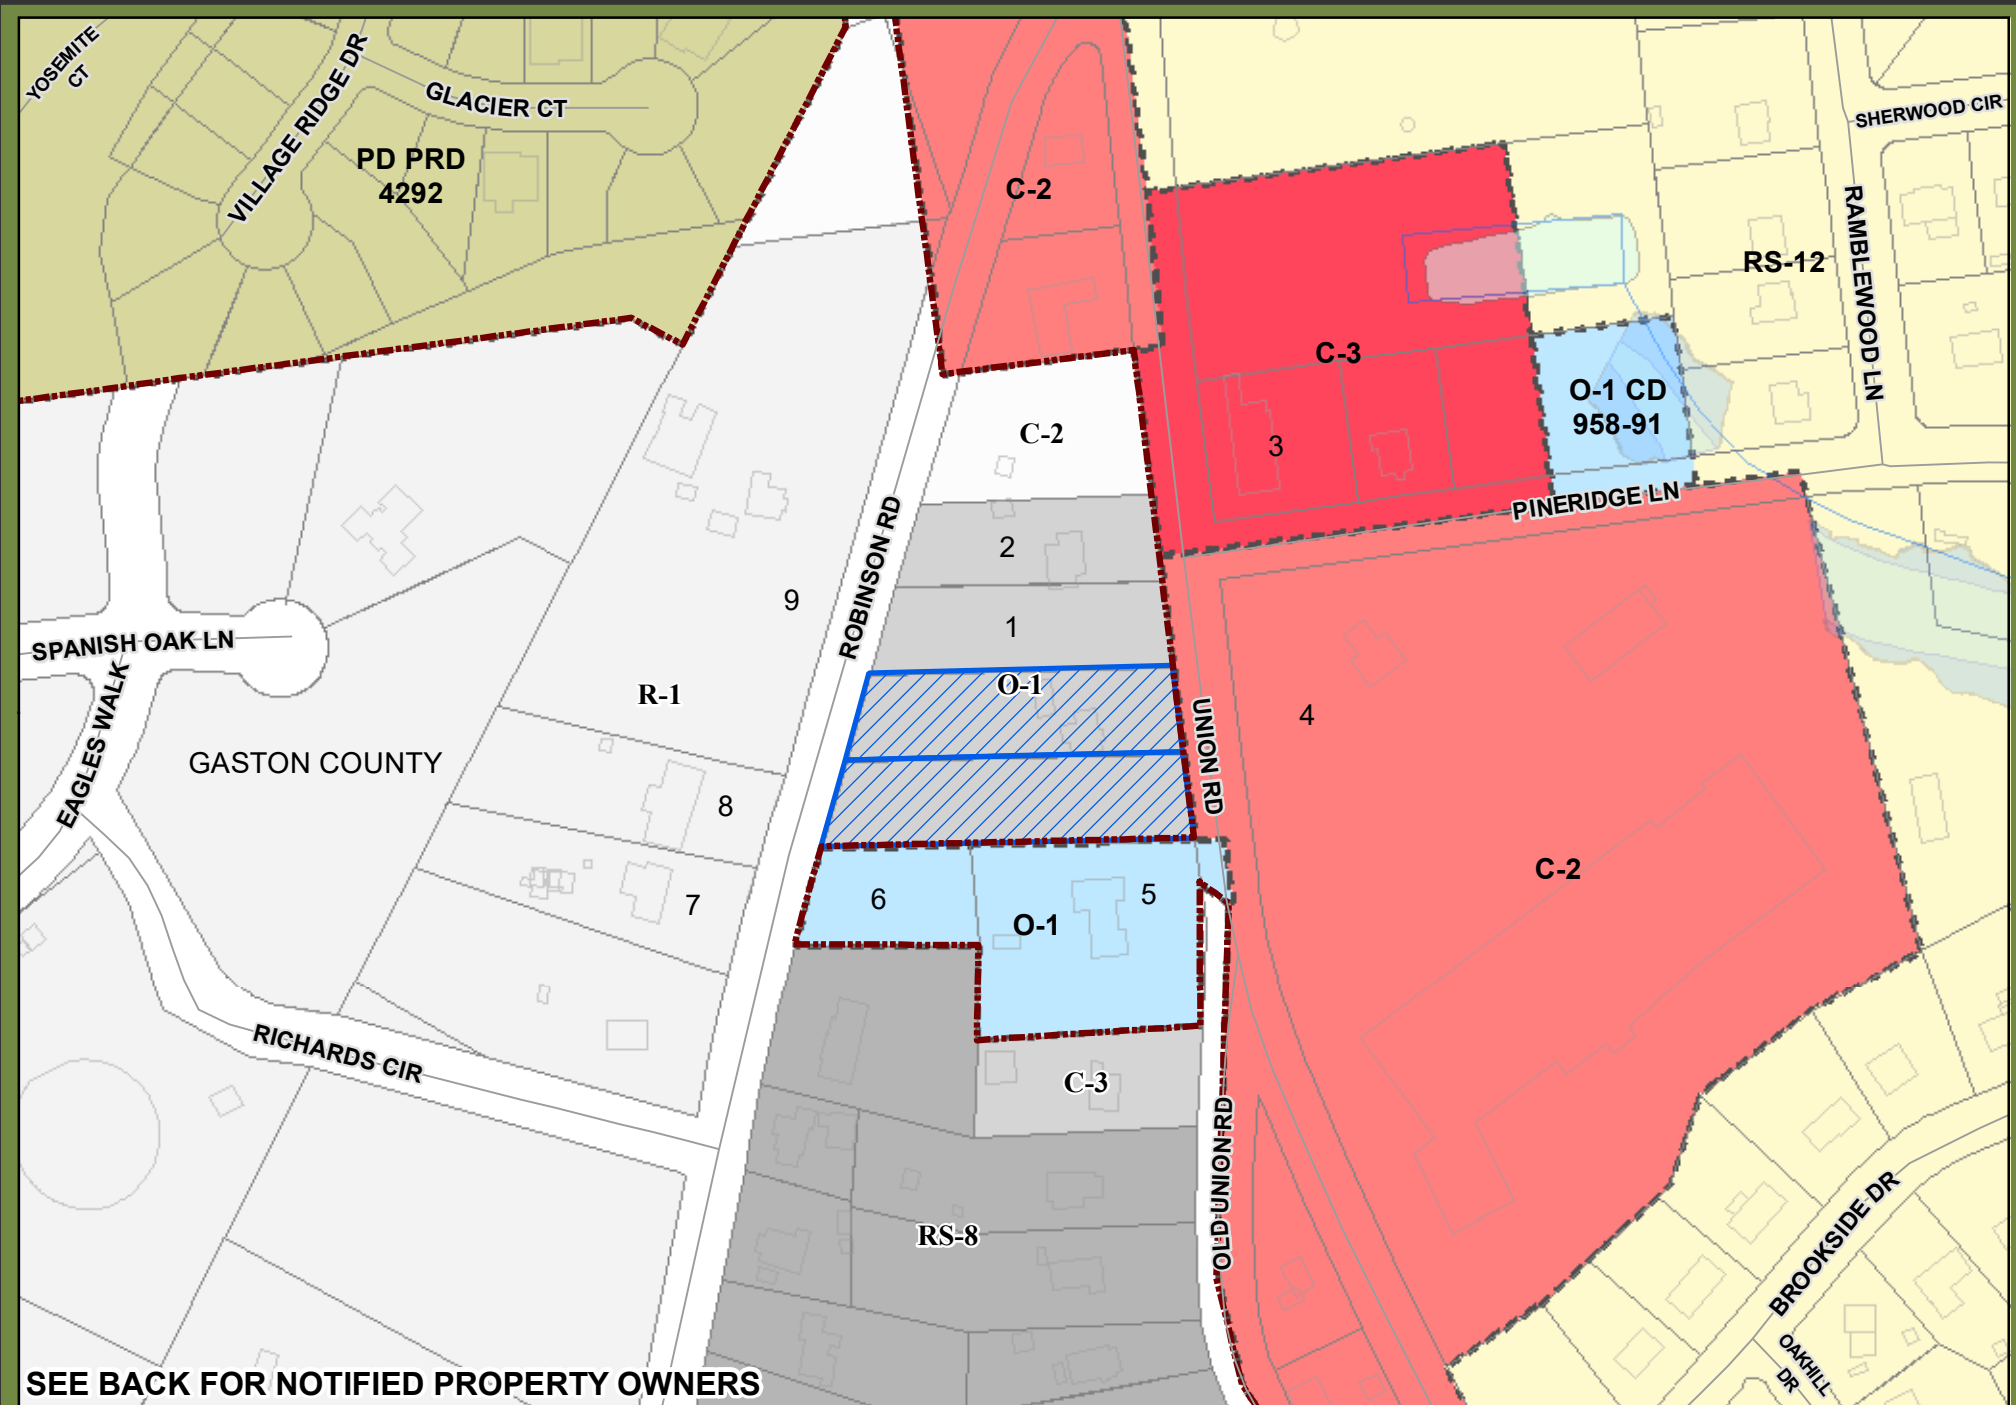 YOSEMITE
CT
VILLAGE RIDGE DR
GLACIER CT
PD PRD
4292
C-2
SHERWOOD CIR
RAMBLEWOOD LN
RS-12
C-3
O-1 CD
958-91
C-2
3
PINERIDGE LN
ROBINSON RD
2
9
1
SPANISH OAK LN
EAGLES WALK
R-1
O-1
UNION RD
4
GASTON COUNTY
8
7
6
5
O-1
C-2
RICHARDS CIR
C-3
OLD UNION RD
RS-8
BROOKSIDE DR
OAKHILL
DR
SEE BACK FOR NOTIFIED PROPERTY OWNERS